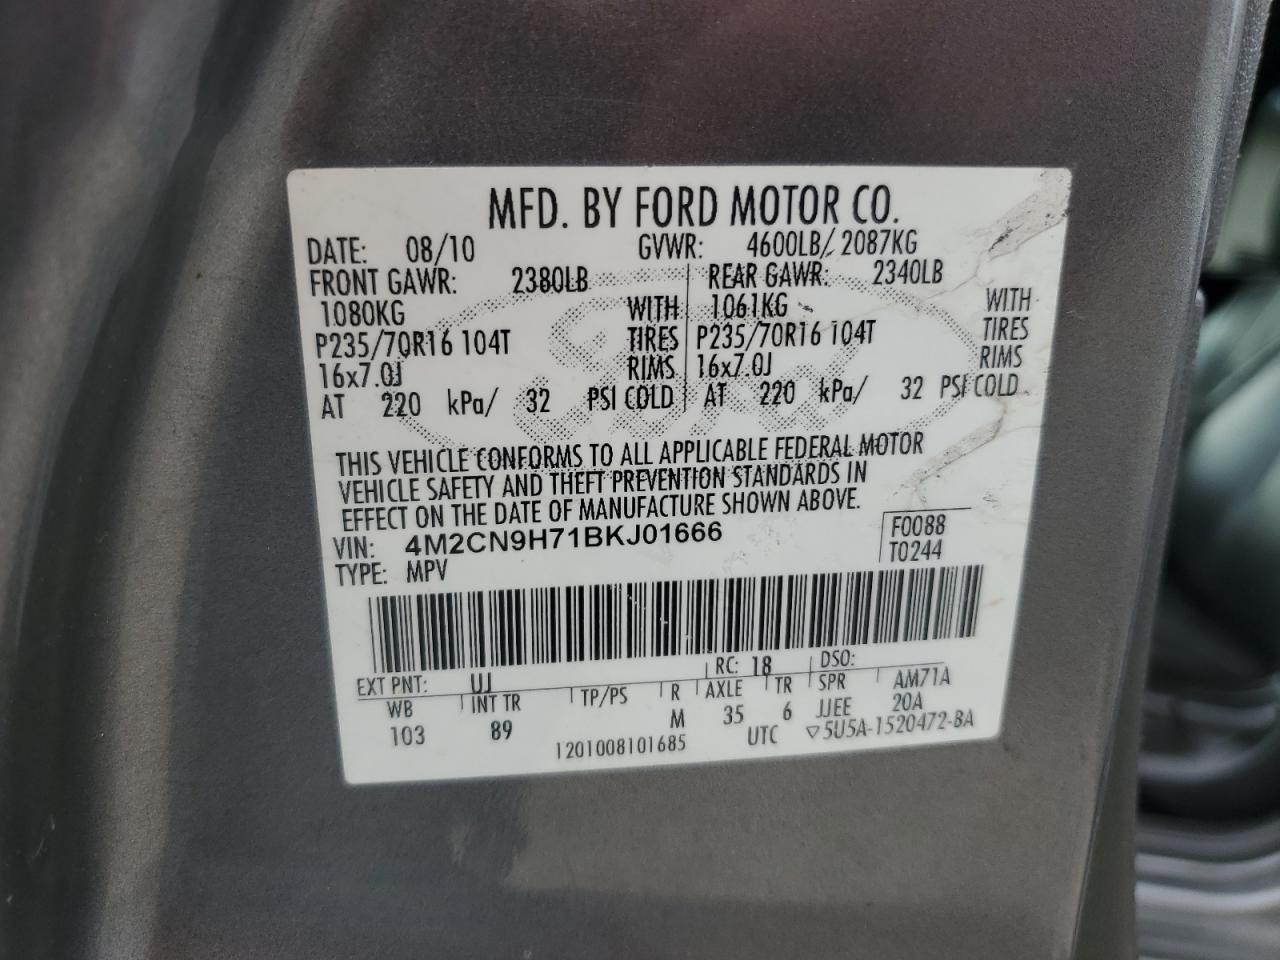 MFD. BY FORD MOTOR CO.
DATE: 08/10 GVWR: 4600LB/ 2087KG
FRONT GAWR: 2380LB REAR GAWR: 2340LB
1080KG WITH 1061KG WITH
P235/70R16 104T TIRES P235/70R16 104T TIRES
16x7.0J RIMS 16x7.0J RIMS
AT 220 kPa/ 32 PSI COLD AT 220 kPa/ 32 PSI COLD
THIS VEHICLE CONFORMS TO ALL APPLICABLE FEDERAL MOTOR
VEHICLE SAFETY AND THEFT PREVENTION STANDARDS IN
EFFECT ON THE DATE OF MANUFACTURE SHOWN ABOVE.
VIN: 4M2CN9H71BKJ01666 F0088
TYPE: MPV T0244
EXT PNT: UJ RC: 18 DSO:
WB INT TR TP/PS R AXLE TR SPR AM71A
103 89 M 35 6 JJEE 20A
1201008101685 UTC ▽5U5A-1520472-BA